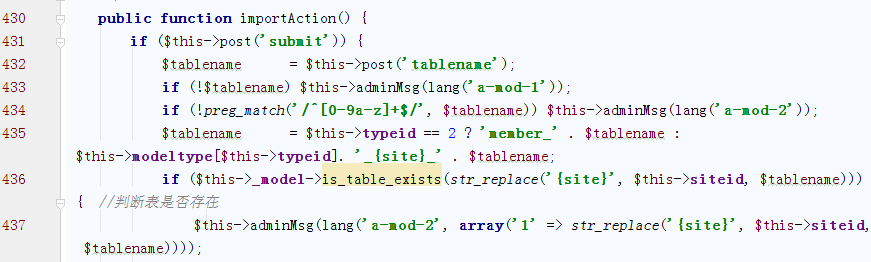 430 public function importAction() {
431 if ($this->post('submit')) {
432 $tablename = $this->post('tablename');
433 if (!$tablename) $this->adminMsg(lang('a-mod-1'));
434 if (!preg_match('/^[0-9a-z]+$/', $tablename)) $this->adminMsg(lang('a-mod-2'));
435 $tablename = $this->typeid == 2 ? 'member_' . $tablename :
$this->modeltype[$this->typeid]. '_{site}_' . $tablename;
436 if ($this->_model->is_table_exists(str_replace('{site}', $this->siteid, $tablename)))
{ //判断表是否存在
437 $this->adminMsg(lang('a-mod-2', array('1' => str_replace('{site}', $this->siteid,
$tablename))));